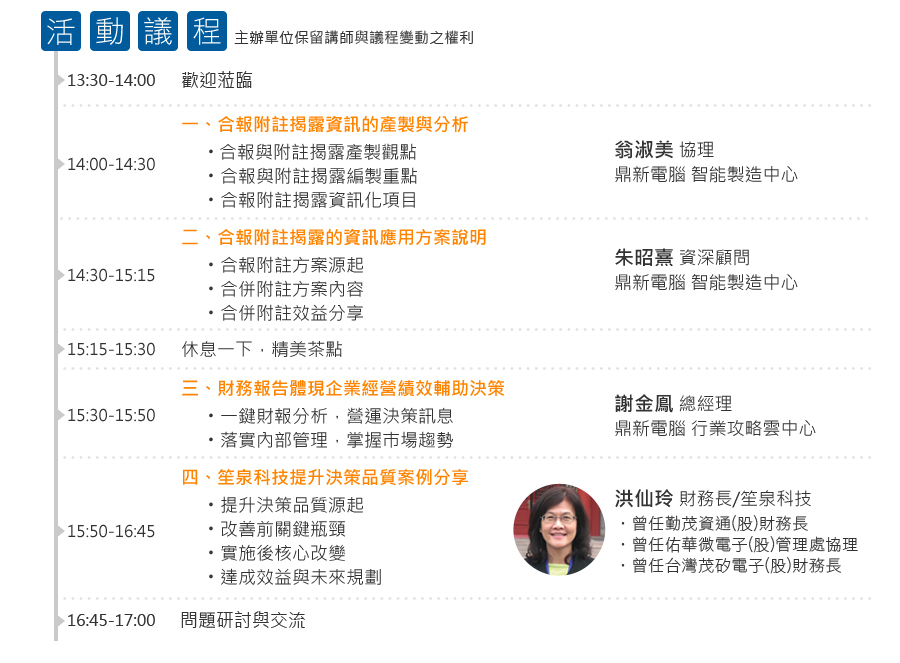 活動議程 主辦單位保留講師與議程變動之權利
13:30-14:00 歡迎蒞臨
一、合報附註揭露資訊的產製與分析
14:00-14:30
・合報與附註揭露產製觀點
・合報與附註揭露編製重點
・合報附註揭露資訊化項目
翁淑美 協理
鼎新電腦 智能製造中心
二、合報附註揭露的資訊應用方案說明
14:30-15:15
・合報附註方案源起
・合併附註方案內容
・合併附註效益分享
朱昭熹 資深顧問
鼎新電腦 智能製造中心
15:15-15:30 休息一下，精美茶點
三、財務報告體現企業經營績效輔助決策
15:30-15:50
・一鍵財報分析，營運決策訊息
・落實內部管理，掌握市場趨勢
謝金鳳 總經理
鼎新電腦 行業攻略雲中心
四、笙泉科技提升決策品質案例分享
15:50-16:45
・提升決策品質源起
・改善前關鍵瓶頸
・實施後核心改變
・達成效益與未來規劃
洪仙玲 財務長/笙泉科技
・曾任勤茂資通(股)財務長
・曾任佑華微電子(股)管理處協理
・曾任台灣茂矽電子(股)財務長
16:45-17:00 問題研討與交流